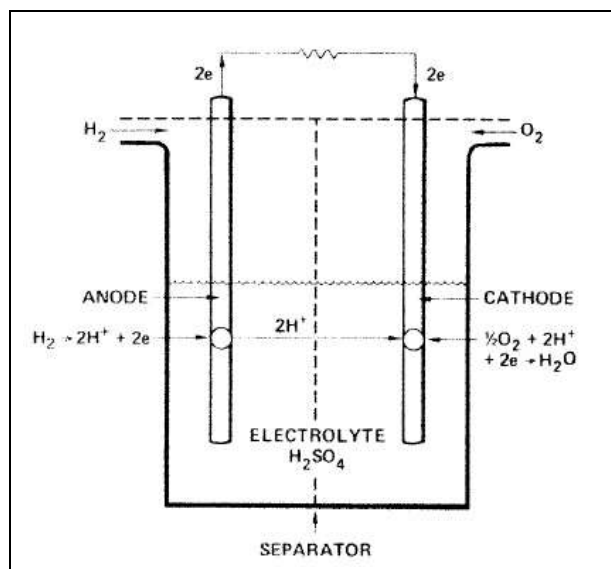 2e
2e
H₂
O₂
ANODE
CATHODE
H₂ → 2H⁺ + 2e
2H⁺
½O₂ + 2H⁺
+ 2e → H₂O
ELECTROLYTE
H₂SO₄
SEPARATOR